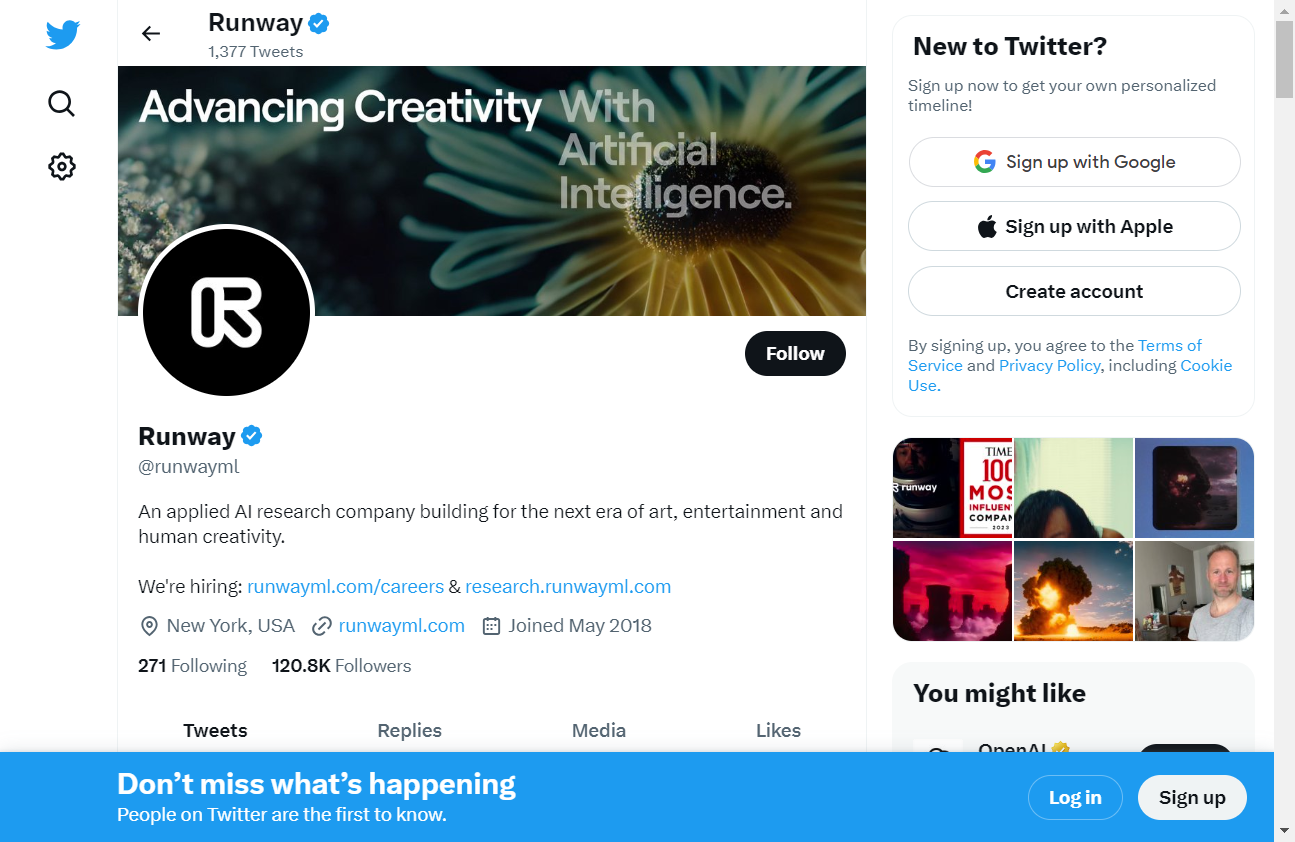 Runway
1,377 Tweets
Advancing Creativity With
Artificial
Intelligence.
Follow
Runway
@runwayml
An applied AI research company building for the next era of art, entertainment and
human creativity.
We're hiring: runwayml.com/careers & research.runwayml.com
New York, USA runwayml.com Joined May 2018
271 Following 120.8K Followers
Tweets Replies Media Likes
New to Twitter?
Sign up now to get your own personalized
timeline!
Sign up with Google
Sign up with Apple
Create account
By signing up, you agree to the Terms of
Service and Privacy Policy, including Cookie
Use.
runway
TIME
100
MOS
INFLUEN
COMPAN
2023
You might like
OpenAI
Don’t miss what’s happening
People on Twitter are the first to know.
Log in
Sign up